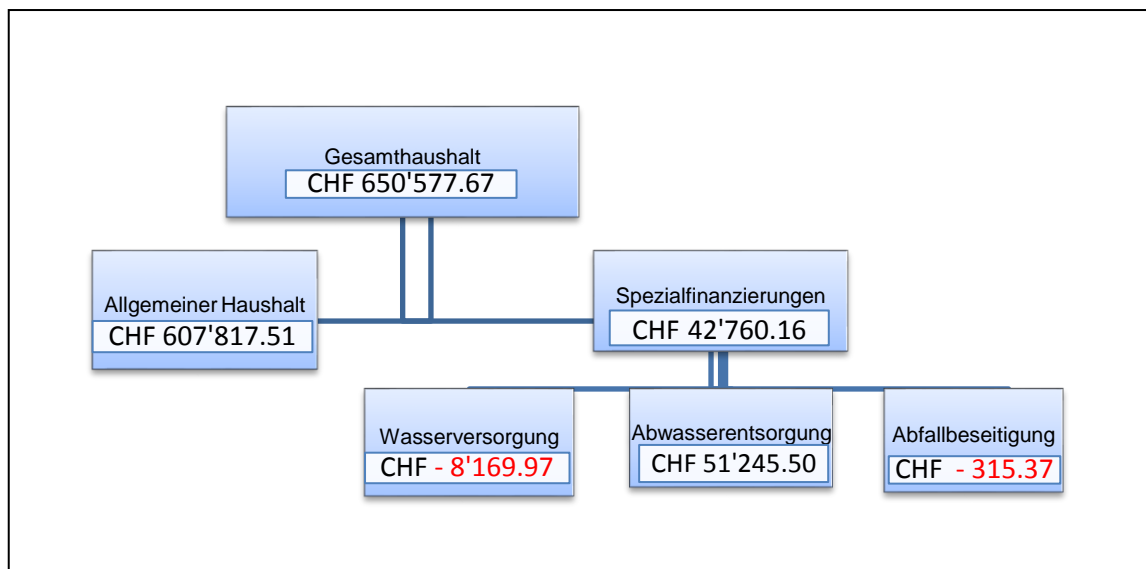 Gesamthaushalt
CHF 650'577.67
Allgemeiner Haushalt
CHF 607'817.51
Spezialfinanzierungen
CHF 42'760.16
Wasserversorgung
CHF - 8'169.97
Abwasserentsorgung
CHF 51'245.50
Abfallbeseitigung
CHF - 315.37